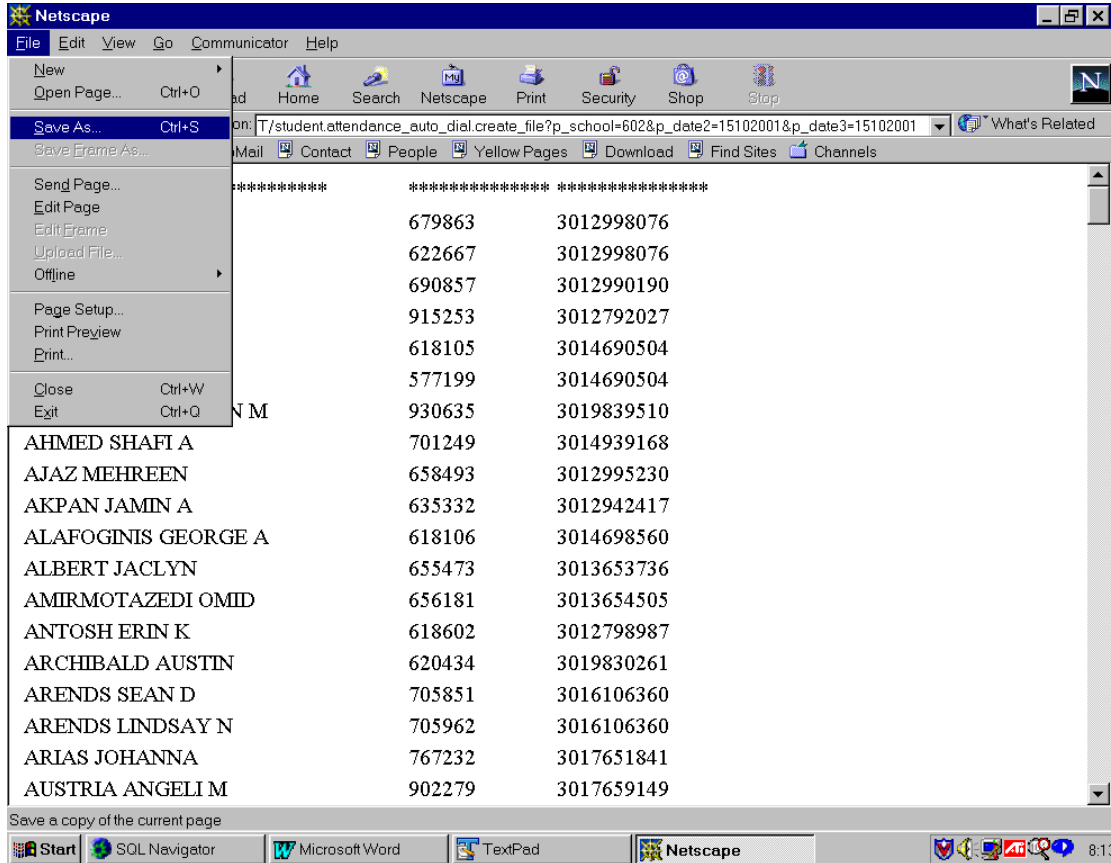 Netscape
File Edit View Go Communicator Help
New
Open Page... Ctrl+O
Save As... Ctrl+S
Save Frame As...
Send Page...
Edit Page
Edit Frame
Upload File...
Offline
Page Setup...
Print Preview
Print...
Close Ctrl+W
Exit Ctrl+Q
ad Home Search Netscape Print Security Shop Stop
My
N
on: T/student.attendance_auto_dial.create_file?p_school=602&p_date2=15102001&p_date3=15102001 What's Related
Mail Contact People Yellow Pages Download Find Sites Channels
********* ************** ***************
679863 3012998076
622667 3012998076
690857 3012990190
915253 3012792027
618105 3014690504
577199 3014690504
N M 930635 3019839510
AHMED SHAFI A 701249 3014939168
AJAZ MEHREEN 658493 3012995230
AKPAN JAMIN A 635332 3012942417
ALAFOGINIS GEORGE A 618106 3014698560
ALBERT JACLYN 655473 3013653736
AMIRMOTAZEDI OMID 656181 3013654505
ANTOSH ERIN K 618602 3012798987
ARCHIBALD AUSTIN 620434 3019830261
ARENDS SEAN D 705851 3016106360
ARENDS LINDSAY N 705962 3016106360
ARIAS JOHANNA 767232 3017651841
AUSTRIA ANGELI M 902279 3017659149
Save a copy of the current page
Start SQL Navigator Microsoft Word TextPad Netscape ATI 8:1